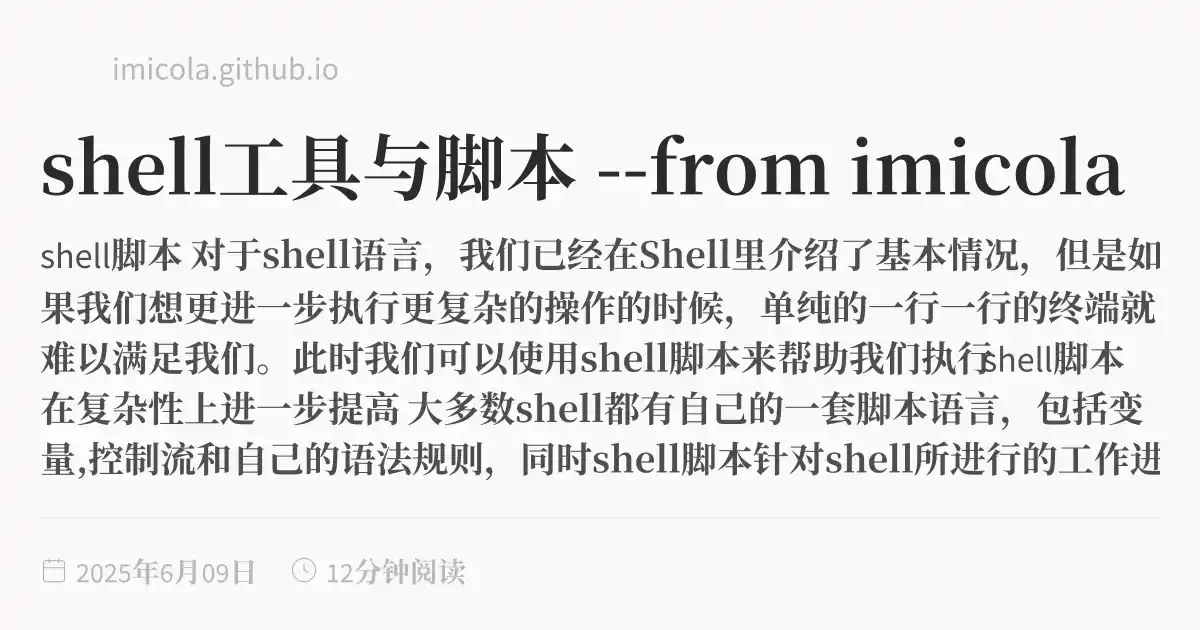 imicola.github.io
shell工具与脚本 --from imicola
shell脚本 对于shell语言，我们已经在Shell里介绍了基本情况，但是如
果我们想更进一步执行更复杂的操作的时候，单纯的一行一行的终端就
难以满足我们。此时我们可以使用shell脚本来帮助我们执行shell脚本
在复杂性上进一步提高 大多数shell都有自己的一套脚本语言，包括变
量,控制流和自己的语法规则，同时shell脚本针对shell所进行的工作进
2025年6月09日 12分钟阅读